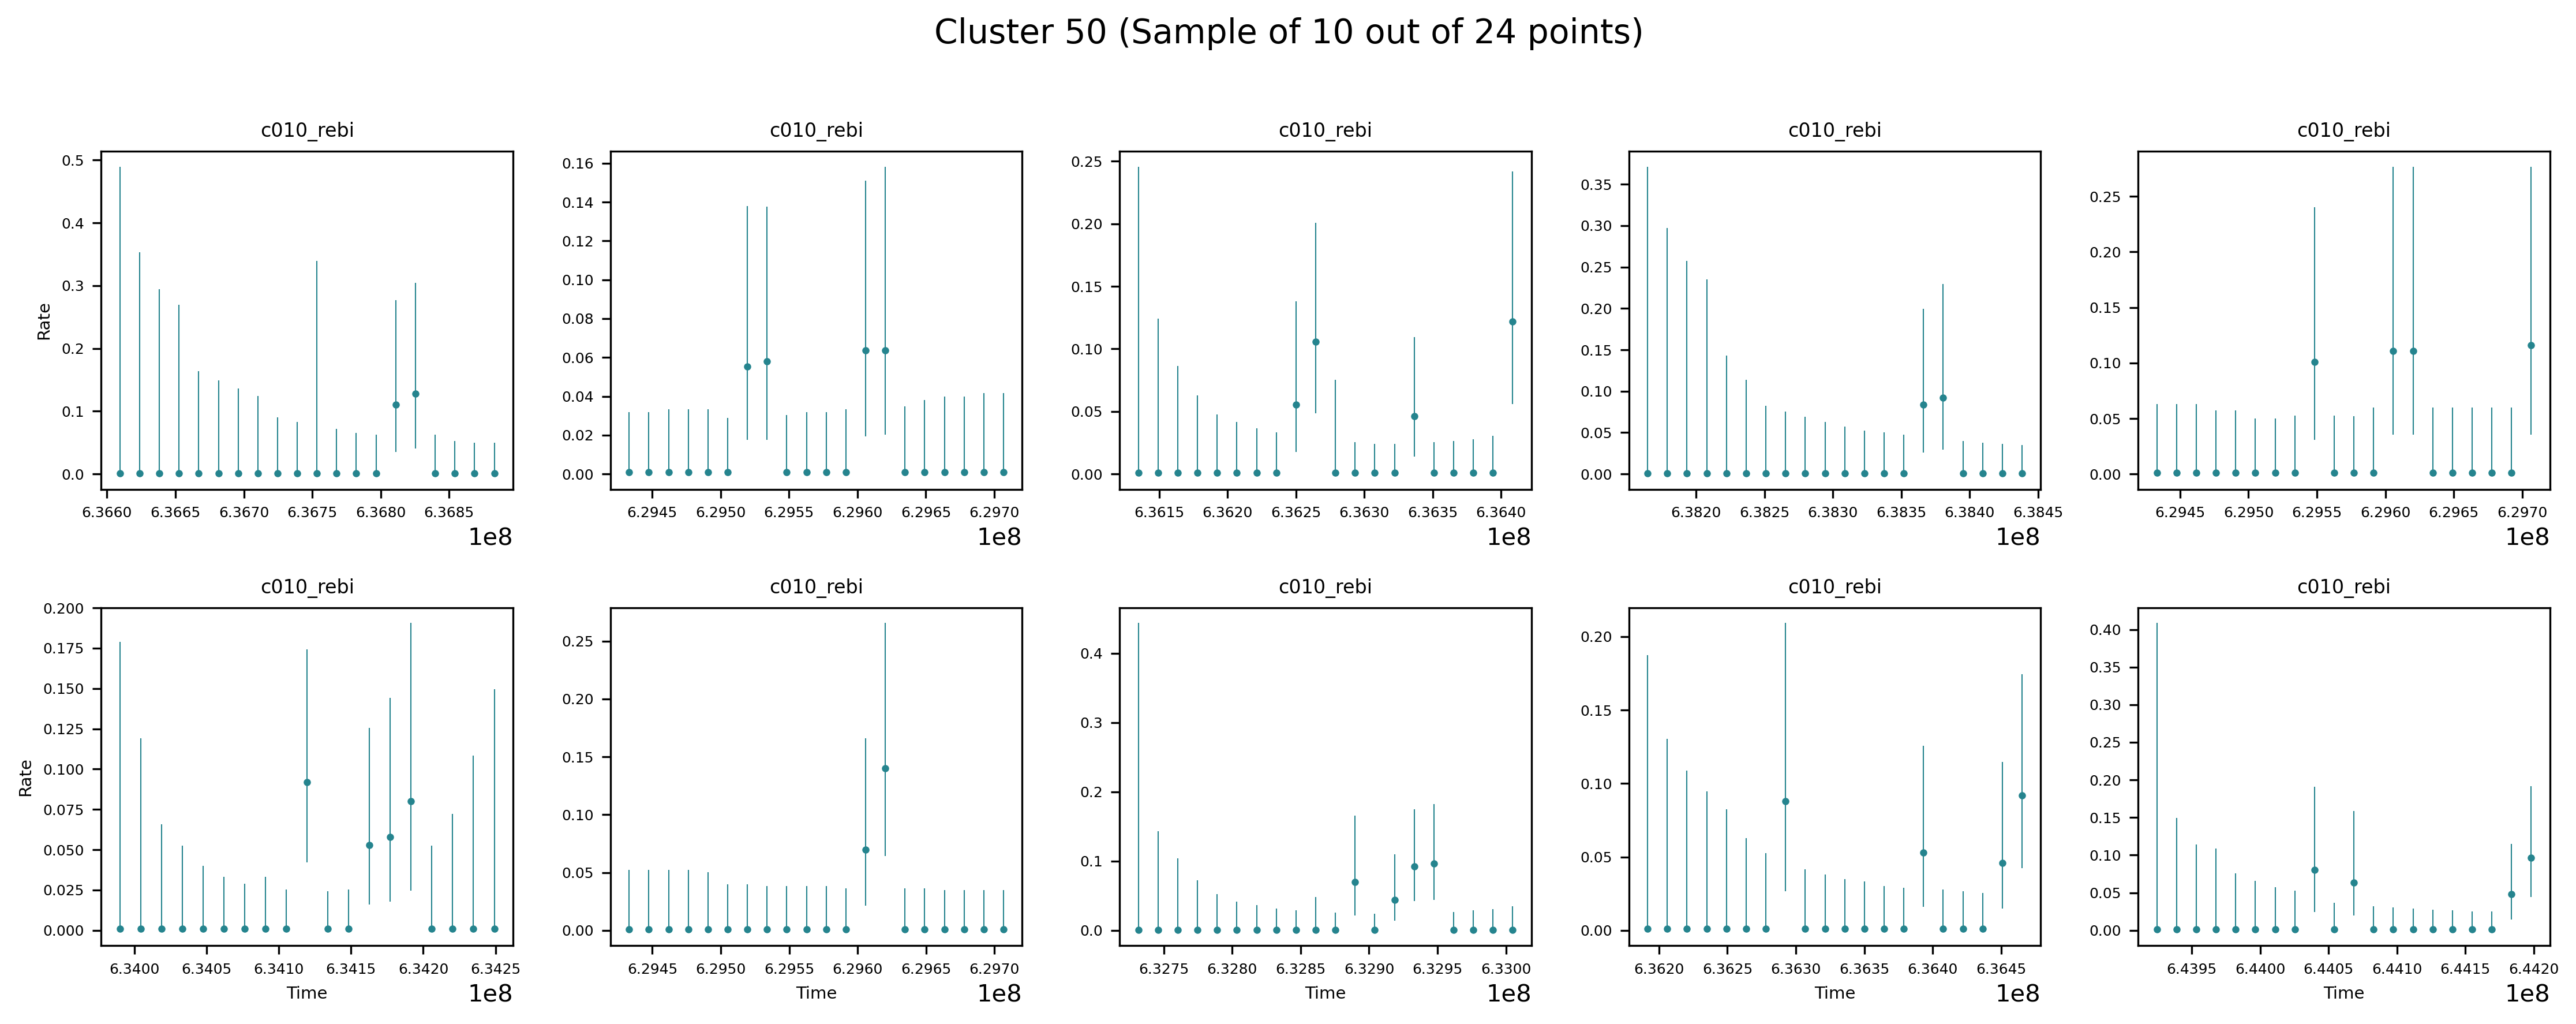 Cluster 50 (Sample of 10 out of 24 points)
c010_rebi c010_rebi c010_rebi c010_rebi c010_rebi
Rate
0.5 0.4 0.3 0.2 0.1 0.0
6.3660 6.3665 6.3670 6.3675 6.3680 6.3685
1e8
0.16 0.14 0.12 0.10 0.08 0.06 0.04 0.02 0.00
6.2945 6.2950 6.2955 6.2960 6.2965 6.2970
1e8
0.25 0.20 0.15 0.10 0.05 0.00
6.3615 6.3620 6.3625 6.3630 6.3635 6.3640
1e8
0.35 0.30 0.25 0.20 0.15 0.10 0.05 0.00
6.3820 6.3825 6.3830 6.3835 6.3840 6.3845
1e8
0.25 0.20 0.15 0.10 0.05 0.00
6.2945 6.2950 6.2955 6.2960 6.2965 6.2970
1e8
c010_rebi c010_rebi c010_rebi c010_rebi c010_rebi
Rate
0.200 0.175 0.150 0.125 0.100 0.075 0.050 0.025 0.000
6.3400 6.3405 6.3410 6.3415 6.3420 6.3425
Time 1e8
0.25 0.20 0.15 0.10 0.05 0.00
6.2945 6.2950 6.2955 6.2960 6.2965 6.2970
Time 1e8
0.4 0.3 0.2 0.1 0.0
6.3275 6.3280 6.3285 6.3290 6.3295 6.3300
Time 1e8
0.20 0.15 0.10 0.05 0.00
6.3620 6.3625 6.3630 6.3635 6.3640 6.3645
Time 1e8
0.40 0.35 0.30 0.25 0.20 0.15 0.10 0.05 0.00
6.4395 6.4400 6.4405 6.4410 6.4415 6.4420
Time 1e8